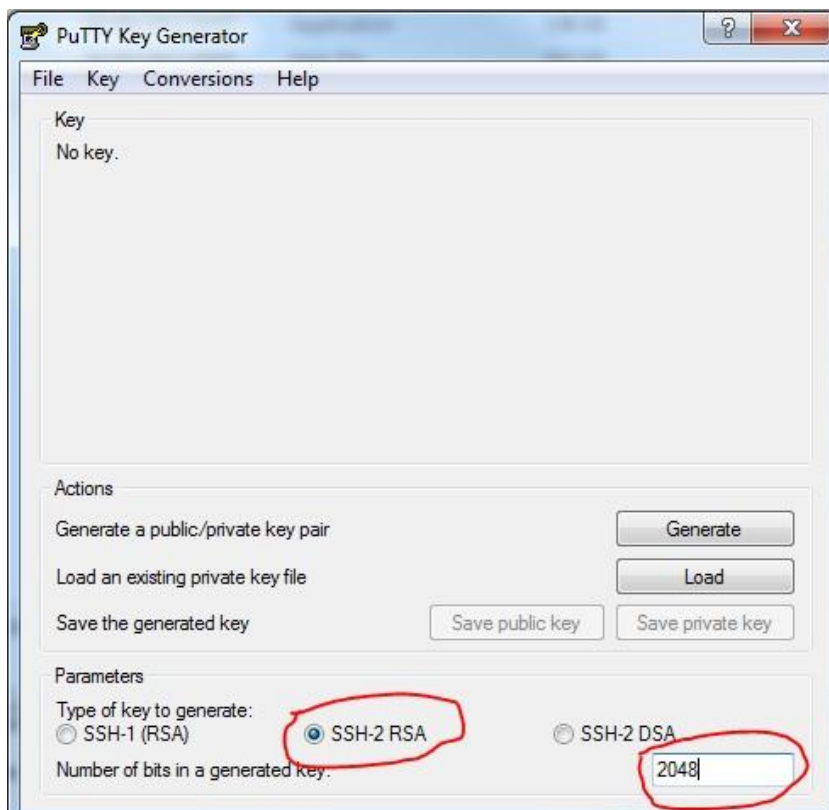 PuTTY Key Generator
File Key Conversions Help
Key
No key.
Actions
Generate a public/private key pair Generate
Load an existing private key file Load
Save the generated key Save public key Save private key
Parameters
Type of key to generate:
SSH-1 (RSA) SSH-2 RSA SSH-2 DSA
Number of bits in a generated key: 2048